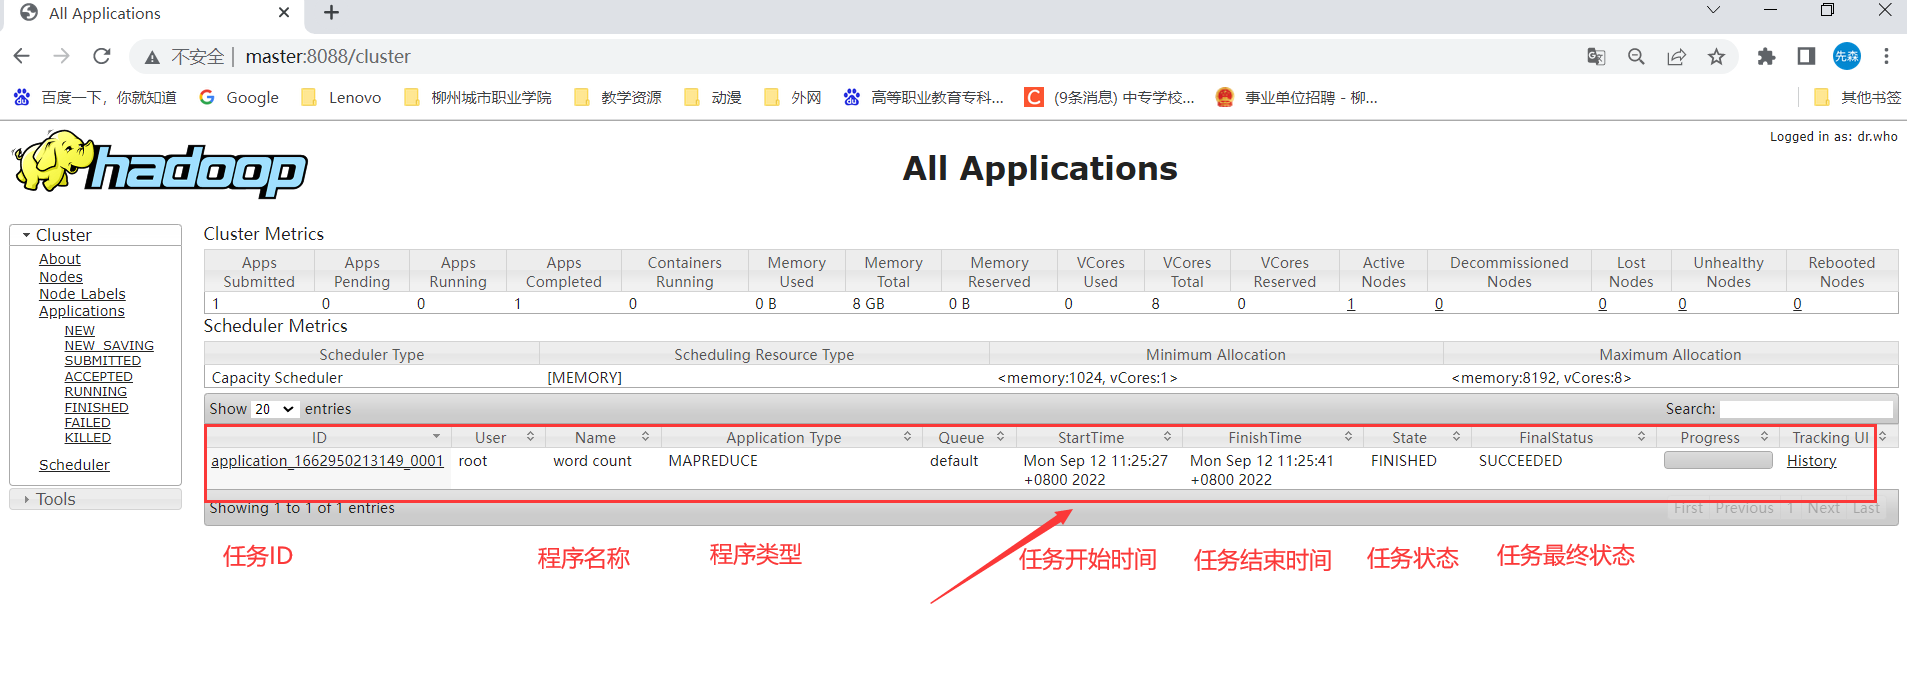 All Applications
不安全 | master:8088/cluster
先森
百度一下，你就知道 Google Lenovo 柳州城市职业学院 教学资源 动漫 外网 高等职业教育专科... (9条消息) 中专学校... 事业单位招聘 - 柳... 其他书签
Logged in as: dr.who
hadoop
All Applications
Cluster
About
Nodes
Node Labels
Applications
NEW
NEW_SAVING
SUBMITTED
ACCEPTED
RUNNING
FINISHED
FAILED
KILLED
Scheduler
Tools
Cluster Metrics
Apps Submitted Apps Pending Apps Running Apps Completed Containers Running Memory Used Memory Total Memory Reserved VCores Used VCores Total VCores Reserved Active Nodes Decommissioned Nodes Lost Nodes Unhealthy Nodes Rebooted Nodes
1 0 0 1 0 0 B 8 GB 0 B 0 8 0 1 0 0 0 0
Scheduler Metrics
Scheduler Type Scheduling Resource Type Minimum Allocation Maximum Allocation
Capacity Scheduler [MEMORY] <memory:1024, vCores:1> <memory:8192, vCores:8>
Show 20 entries Search:
ID User Name Application Type Queue StartTime FinishTime State FinalStatus Progress Tracking UI
application_1662950213149_0001 root word count MAPREDUCE default Mon Sep 12 11:25:27 +0800 2022 Mon Sep 12 11:25:41 +0800 2022 FINISHED SUCCEEDED History
Showing 1 to 1 of 1 entries First Previous 1 Next Last
任务ID 程序名称 程序类型 任务开始时间 任务结束时间 任务状态 任务最终状态